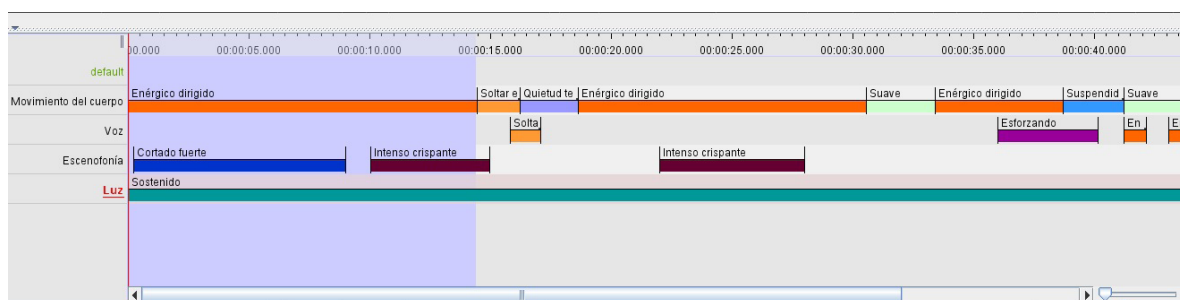 00.000 00:00:05.000 00:00:10.000 00:00:15.000 00:00:20.000 00:00:25.000 00:00:30.000 00:00:35.000 00:00:40.000
default
Movimiento del cuerpo Enérgico dirigido Soltar e Quietud te Enérgico dirigido Suave Enérgico dirigido Suspendid Suave
Voz Solta Esforzando En E
Escenofonía Cortado fuerte Intenso crispante Intenso crispante
Luz Sostenido